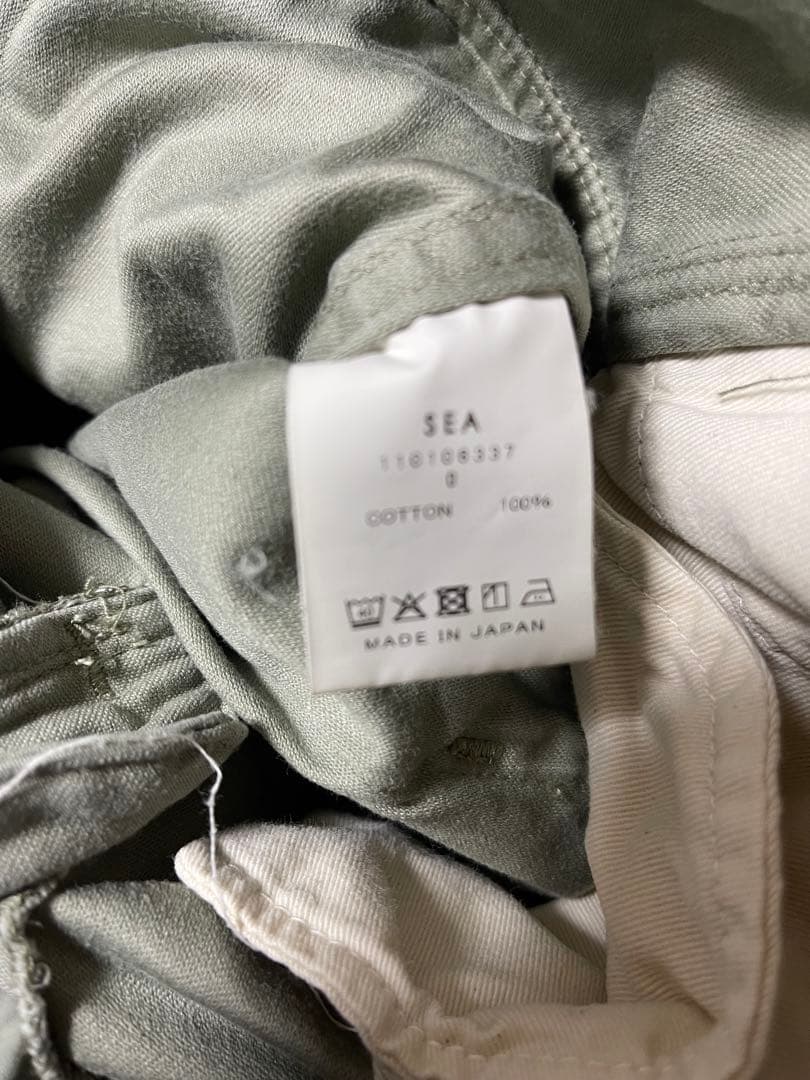 SEA
110108337
0
COTTON 100%
MADE IN JAPAN